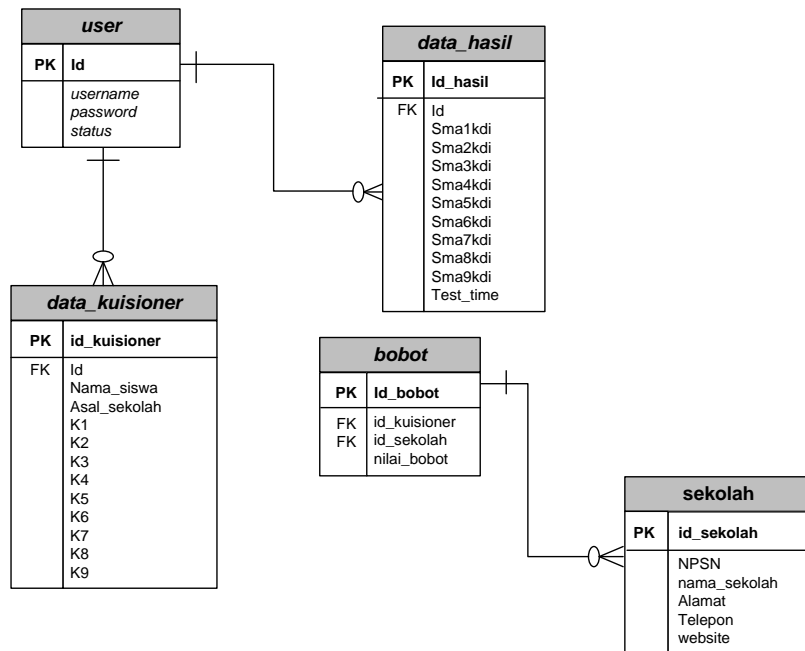 user
PK Id
username
password
status
data_hasil
PK Id_hasil
FK Id
Sma1kdi
Sma2kdi
Sma3kdi
Sma4kdi
Sma5kdi
Sma6kdi
Sma7kdi
Sma8kdi
Sma9kdi
Test_time
data_kuisioner
PK id_kuisioner
FK Id
Nama_siswa
Asal_sekolah
K1
K2
K3
K4
K5
K6
K7
K8
K9
bobot
PK Id_bobot
FK id_kuisioner
FK id_sekolah
nilai_bobot
sekolah
PK id_sekolah
NPSN
nama_sekolah
Alamat
Telepon
website